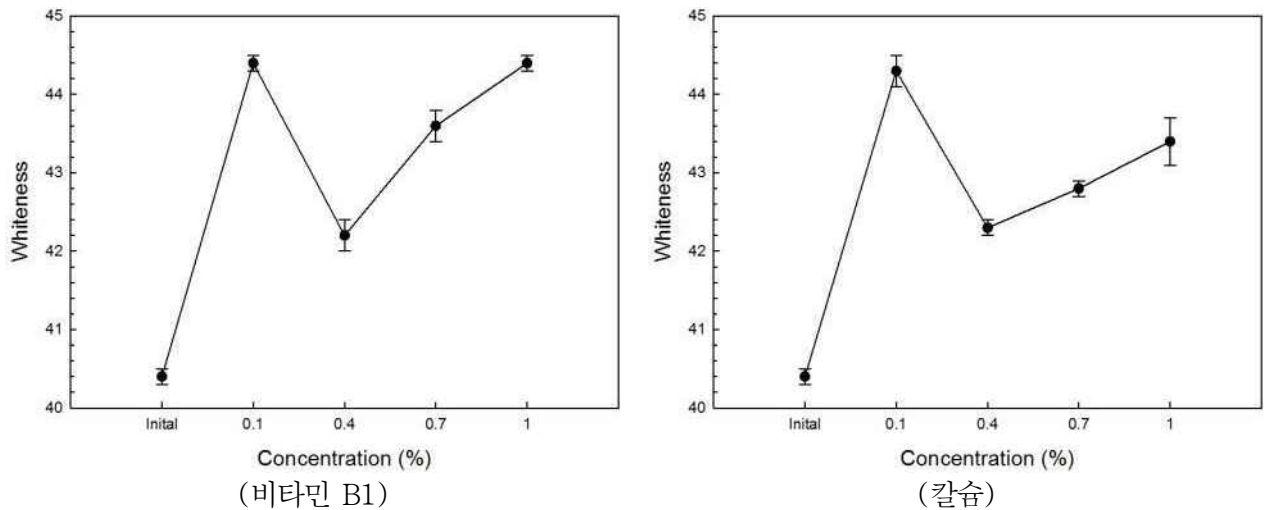 45
44
43
42
41
40
Whiteness
Inital
0.1
0.4
0.7
1
Concentration (%)
(비타민 B1)
45
44
43
42
41
40
Whiteness
Inital
0.1
0.4
0.7
1
Concentration (%)
(칼슘)